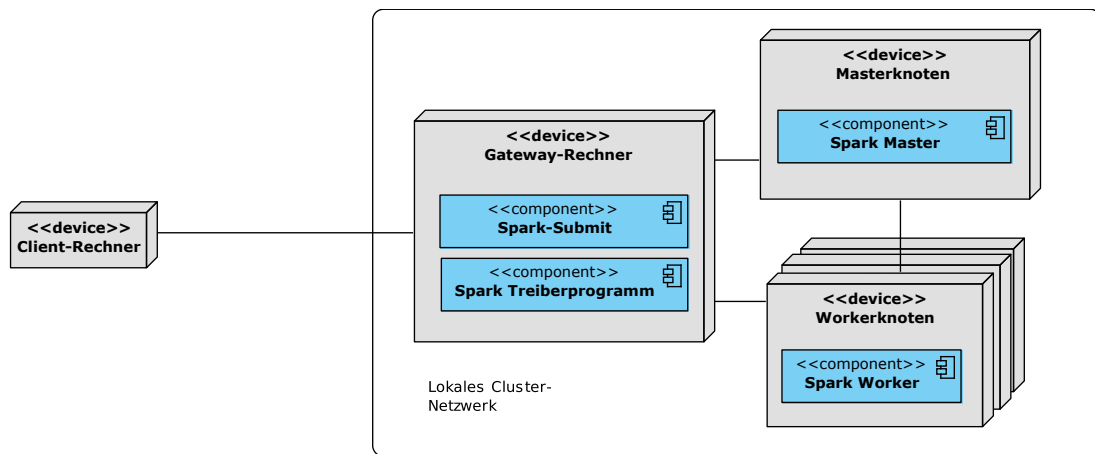 <<device>>
Client-Rechner
<<device>>
Gateway-Rechner
<<component>>
Spark-Submit
<<component>>
Spark Treiberprogramm
Lokales Cluster-
Netzwerk
<<device>>
Masterknoten
<<component>>
Spark Master
<<device>>
Workerknoten
<<component>>
Spark Worker